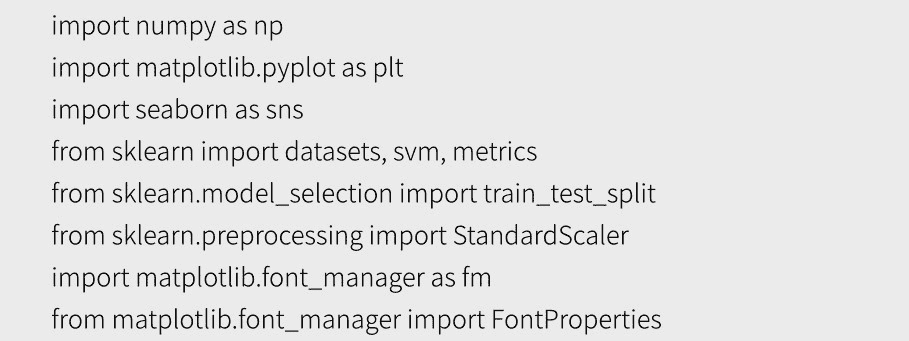 import numpy as np
import matplotlib.pyplot as plt
import seaborn as sns
from sklearn import datasets, svm, metrics
from sklearn.model_selection import train_test_split
from sklearn.preprocessing import StandardScaler
import matplotlib.font_manager as fm
from matplotlib.font_manager import FontProperties